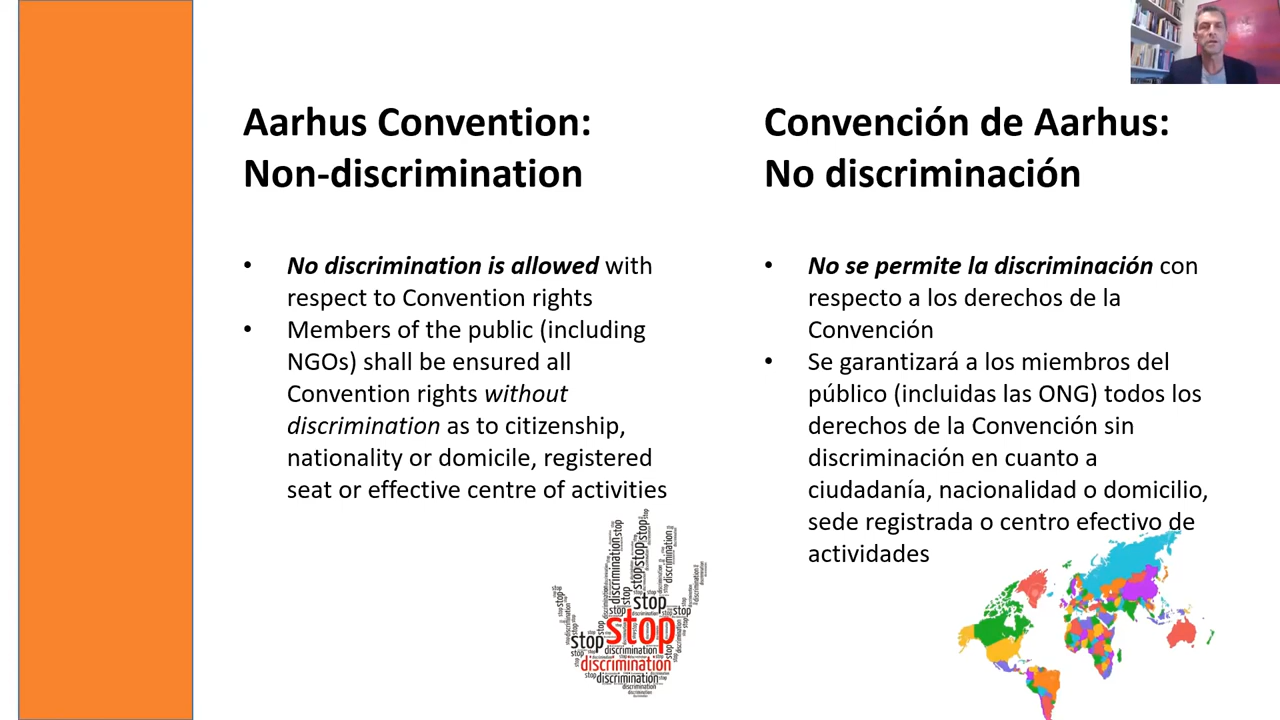 Aarhus Convention:
Non-discrimination
• No discrimination is allowed with
respect to Convention rights
• Members of the public (including
NGOs) shall be ensured all
Convention rights without
discrimination as to citizenship,
nationality or domicile, registered
seat or effective centre of activities
Convención de Aarhus:
No discriminación
• No se permite la discriminación con
respecto a los derechos de la
Convención
• Se garantizará a los miembros del
público (incluidas las ONG) todos los
derechos de la Convención sin
discriminación en cuanto a
ciudadanía, nacionalidad o domicilio,
sede registrada o centro efectivo de
actividades
stop
stop
stop
discrimination
discrimination
discrimination